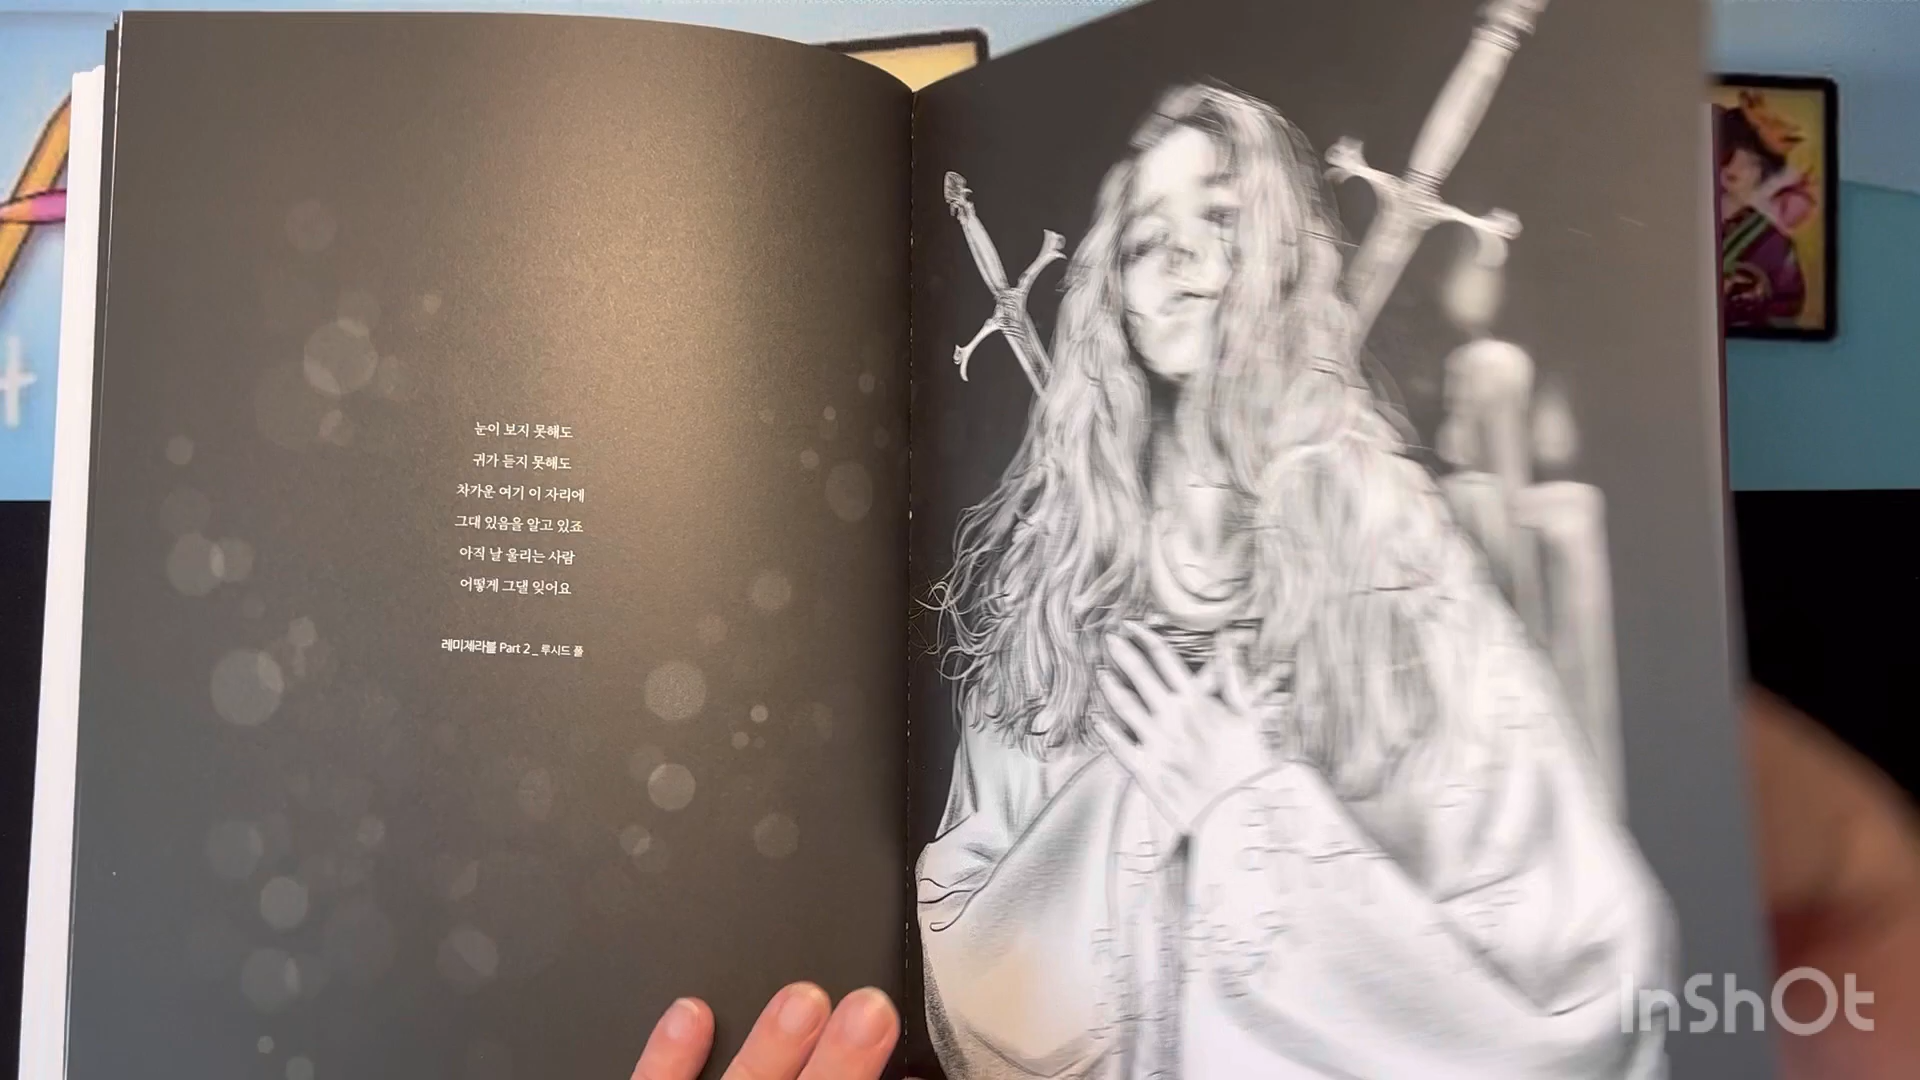 눈이 보지 못해도
귀가 듣지 못해도
차가운 여기 이 자리에
그대 있음을 알고 있죠
아직 날 울리는 사람
어떻게 그댈 잊어요
레미제라블 Part 2 _ 루시드 폴
InShOt